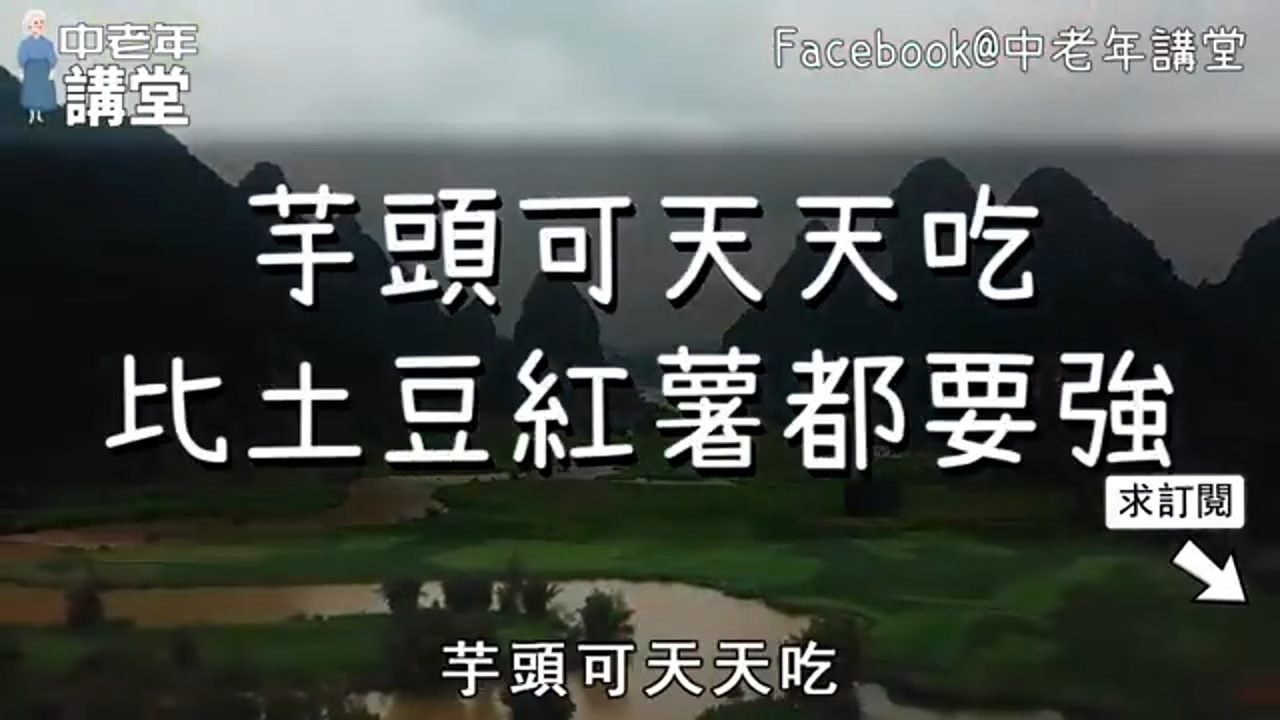 中老年
講堂
Facebook@中老年講堂
芋頭可天天吃
比土豆紅薯都要強
求訂閱
芋頭可天天吃